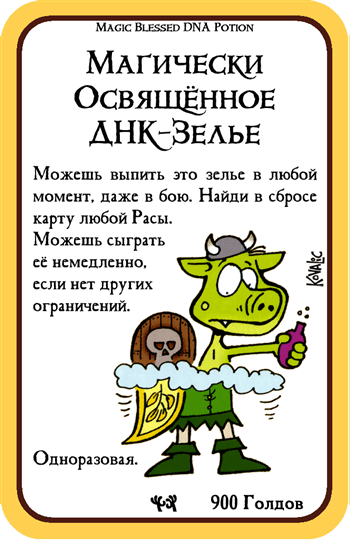 Magic Blessed DNA Potion
Магически
Освящённое
ДНК-Зелье
Можешь выпить это зелье в любой
момент, даже в бою. Найди в сбросе
карту любой Расы.
Можешь сыграть
её немедленно,
если нет других
ограничений.
Kovalic
Одноразовая.
900 Голдов